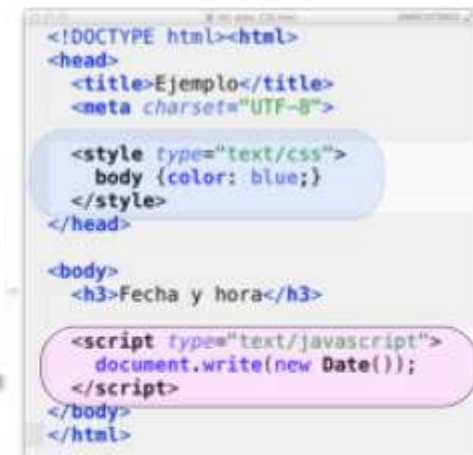 <!DOCTYPE html><html>
<head>
<title>Ejemplo</title>
<meta charset="UTF-8">
<style type="text/css">
body {color: blue;}
</style>
</head>
<body>
<h3>Fecha y hora</h3>
<script type="text/javascript">
document.write(new Date());
</script>
</body>
</html>